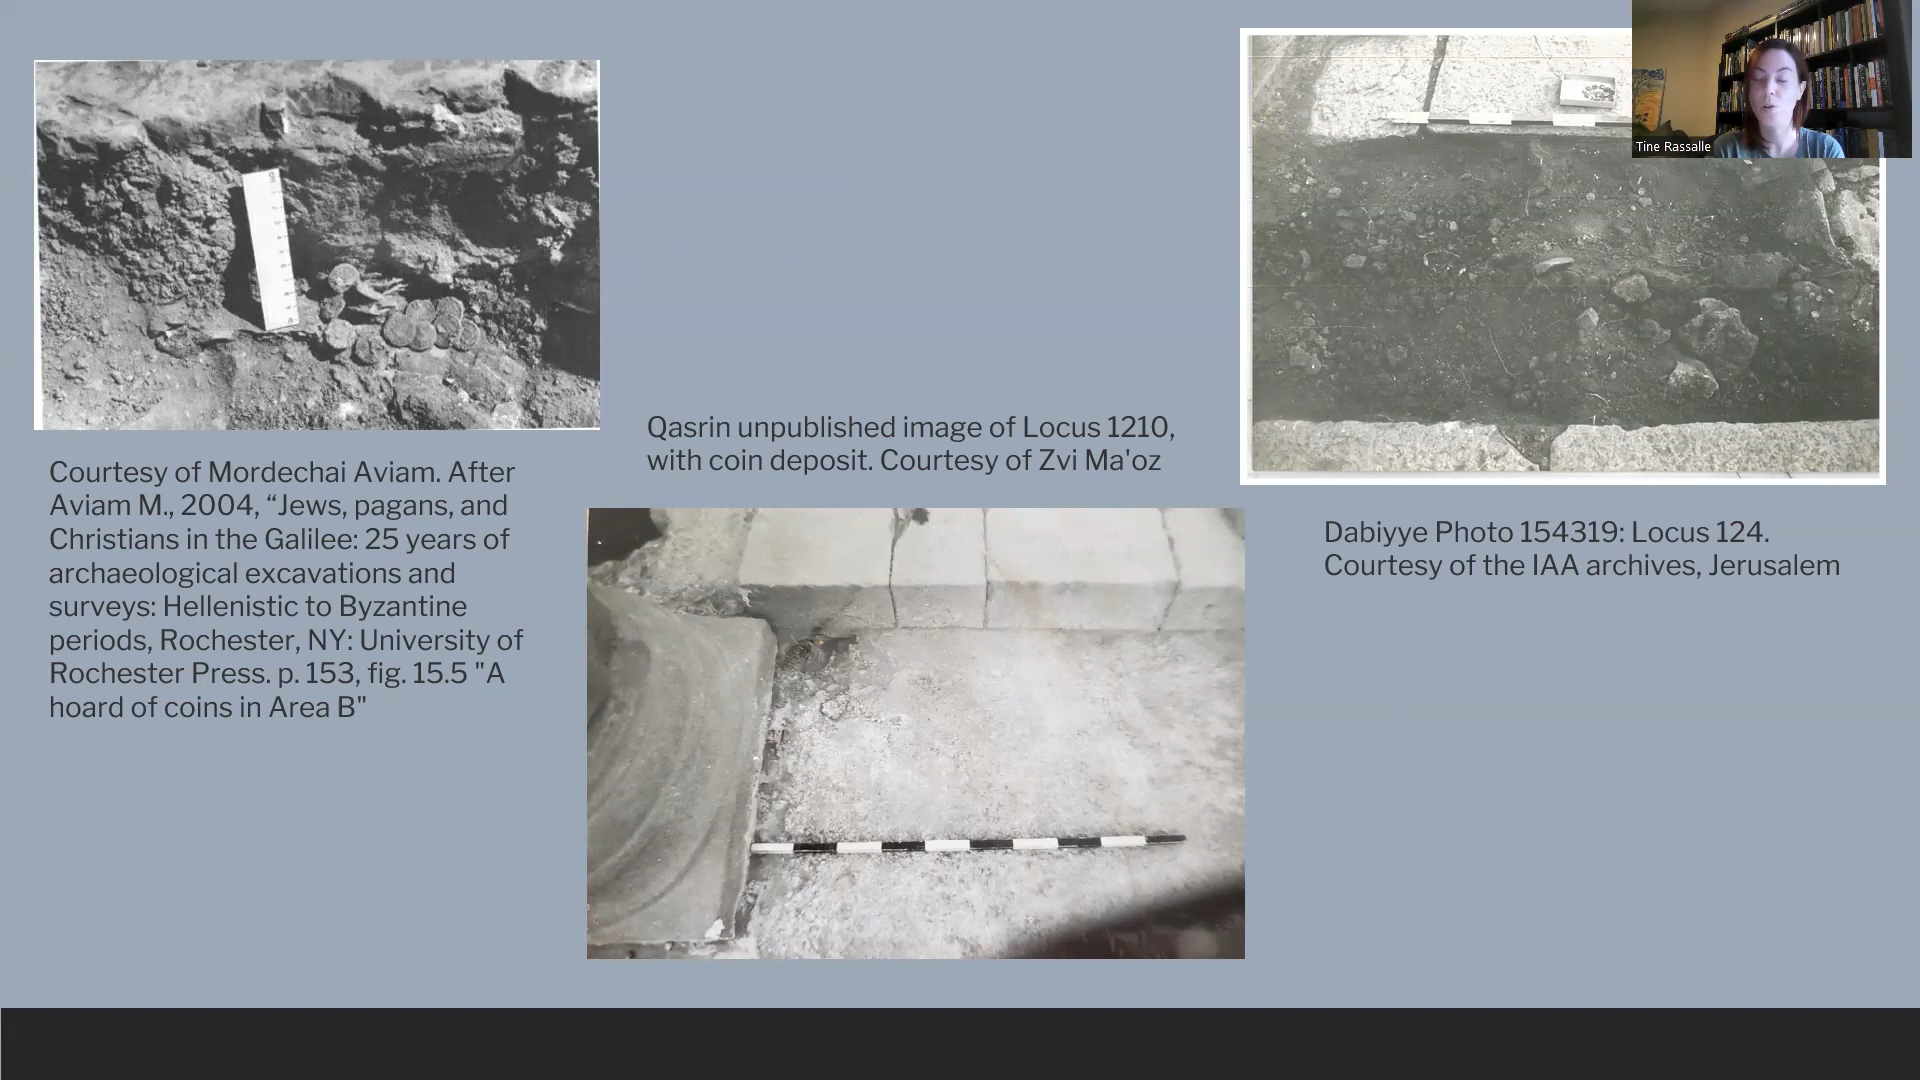 Tine Rassalle
Courtesy of Mordechai Aviam. After
Aviam M., 2004, “Jews, pagans, and
Christians in the Galilee: 25 years of
archaeological excavations and
surveys: Hellenistic to Byzantine
periods, Rochester, NY: University of
Rochester Press. p. 153, fig. 15.5 "A
hoard of coins in Area B"
Qasrin unpublished image of Locus 1210,
with coin deposit. Courtesy of Zvi Ma'oz
Dabiyye Photo 154319: Locus 124.
Courtesy of the IAA archives, Jerusalem